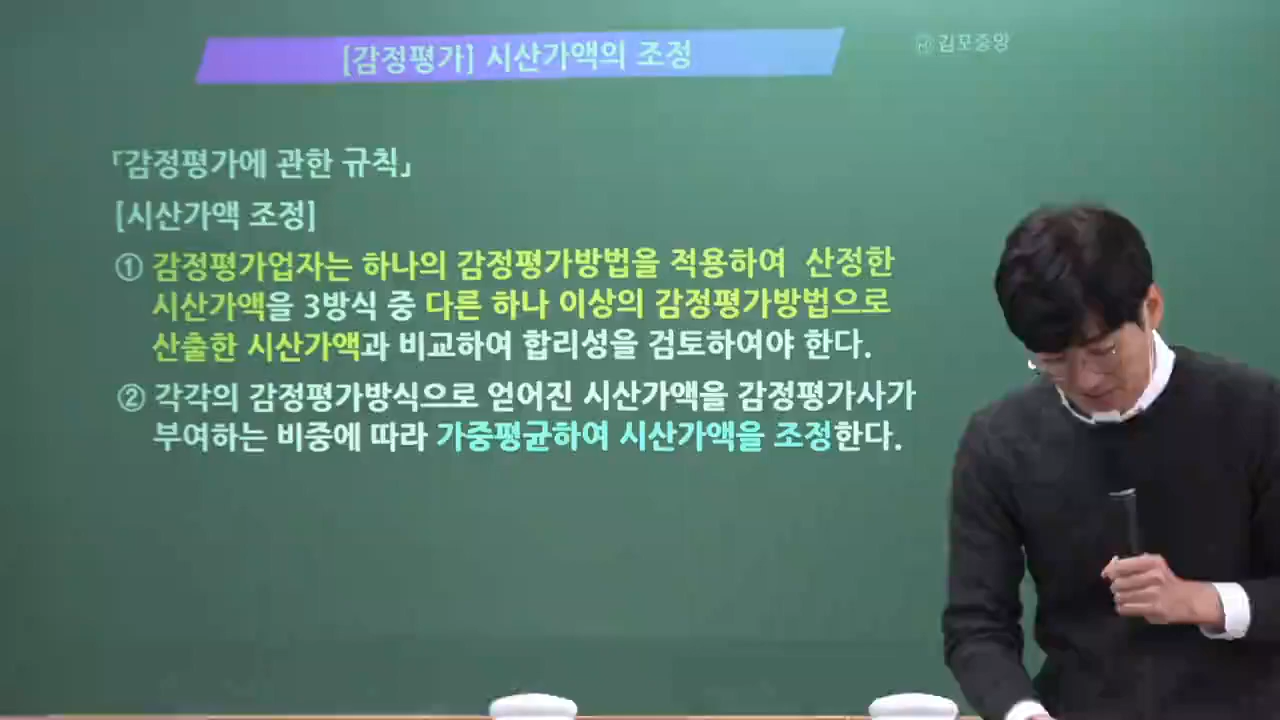 [감정평가] 시산가액의 조정
김포중앙
「감정평가에 관한 규칙」
[시산가액 조정]
① 감정평가업자는 하나의 감정평가방법을 적용하여 산정한
시산가액을 3방식 중 다른 하나 이상의 감정평가방법으로
산출한 시산가액과 비교하여 합리성을 검토하여야 한다.
② 각각의 감정평가방식으로 얻어진 시산가액을 감정평가사가
부여하는 비중에 따라 가중평균하여 시산가액을 조정한다.